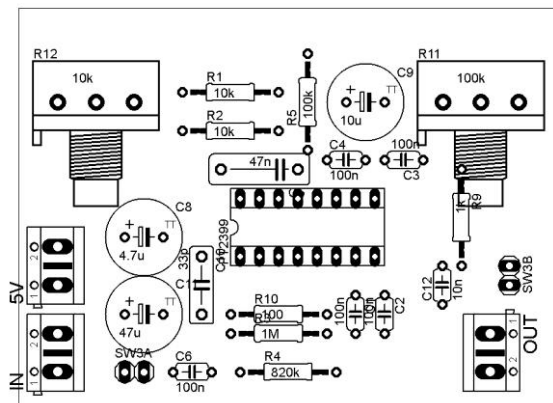 R12
10k
R1
10k
R2
10k
R5
100k
C9
10u
R11
100k
C4
100n
C3
100n
47n
1k
R9
C8
4.7u
33p
PT2399
47u
R10
100
1M
R4
820k
100n
C2
C12
10n
SW3B
5V
2
1
IN
2
1
SW3A
C6
100n
1
2
OUT